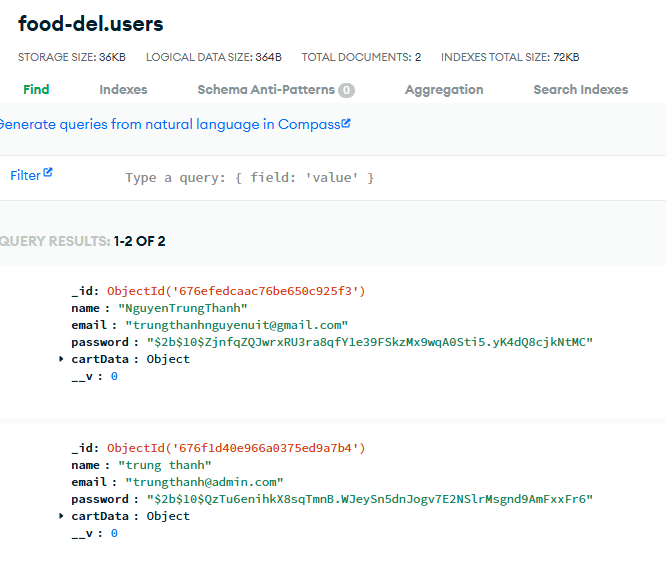 food-del.users
STORAGE SIZE: 36KB LOGICAL DATA SIZE: 364B TOTAL DOCUMENTS: 2 INDEXES TOTAL SIZE: 72KB
Find Indexes Schema Anti-Patterns 0 Aggregation Search Indexes
Generate queries from natural language in Compass
Filter Type a query: { field: 'value' }
QUERY RESULTS: 1-2 OF 2
_id: ObjectId('676efedcaac76be650c925f3')
name : "NguyenTrungThanh"
email : "trungthanhnguyenuit@gmail.com"
password : "$2b$10$ZjnfqZQJwrxRU3ra8qfY1e39FSkzMx9wqA0Sti5.yK4dQ8cjkNtMC"
cartData : Object
__v : 0
_id: ObjectId('676f1d40e966a0375ed9a7b4')
name : "trung thanh"
email : "trungthanh@admin.com"
password : "$2b$10$QzTu6enihkX8sqTmnB.WJeySn5dnJogv7E2NSlrMsgnd9AmFxxFr6"
cartData : Object
__v : 0